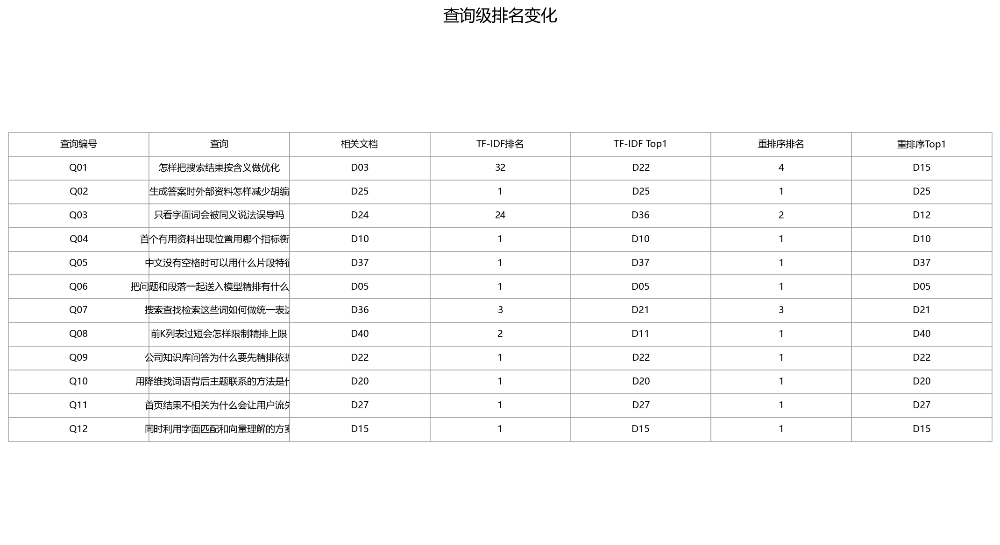 查询级排名变化
查询编号 查询 相关文档 TF-IDF排名 TF-IDF Top1 重排序排名 重排序Top1
Q01 怎样把搜索结果按含义做优化 D03 32 D22 4 D15
Q02 生成答案时外部资料怎样减少胡编 D25 1 D25 1 D25
Q03 只看字面词会被同义说法误导吗 D24 24 D36 2 D12
Q04 首个有用资料出现位置用哪个指标衡 D10 1 D10 1 D10
Q05 中文没有空格时可以用什么片段特征 D37 1 D37 1 D37
Q06 把问题和段落一起送入模型精排有什么 D05 1 D05 1 D05
Q07 搜索查找检索这些词如何做统一表达 D36 3 D21 3 D21
Q08 前K列表过短会怎样限制精排上限 D40 2 D11 1 D40
Q09 公司知识库问答为什么要先精排依据 D22 1 D22 1 D22
Q10 用降维找词语背后主题联系的方法是什 D20 1 D20 1 D20
Q11 首页结果不相关为什么会让用户流失 D27 1 D27 1 D27
Q12 同时利用字面匹配和向量理解的方案 D15 1 D15 1 D15